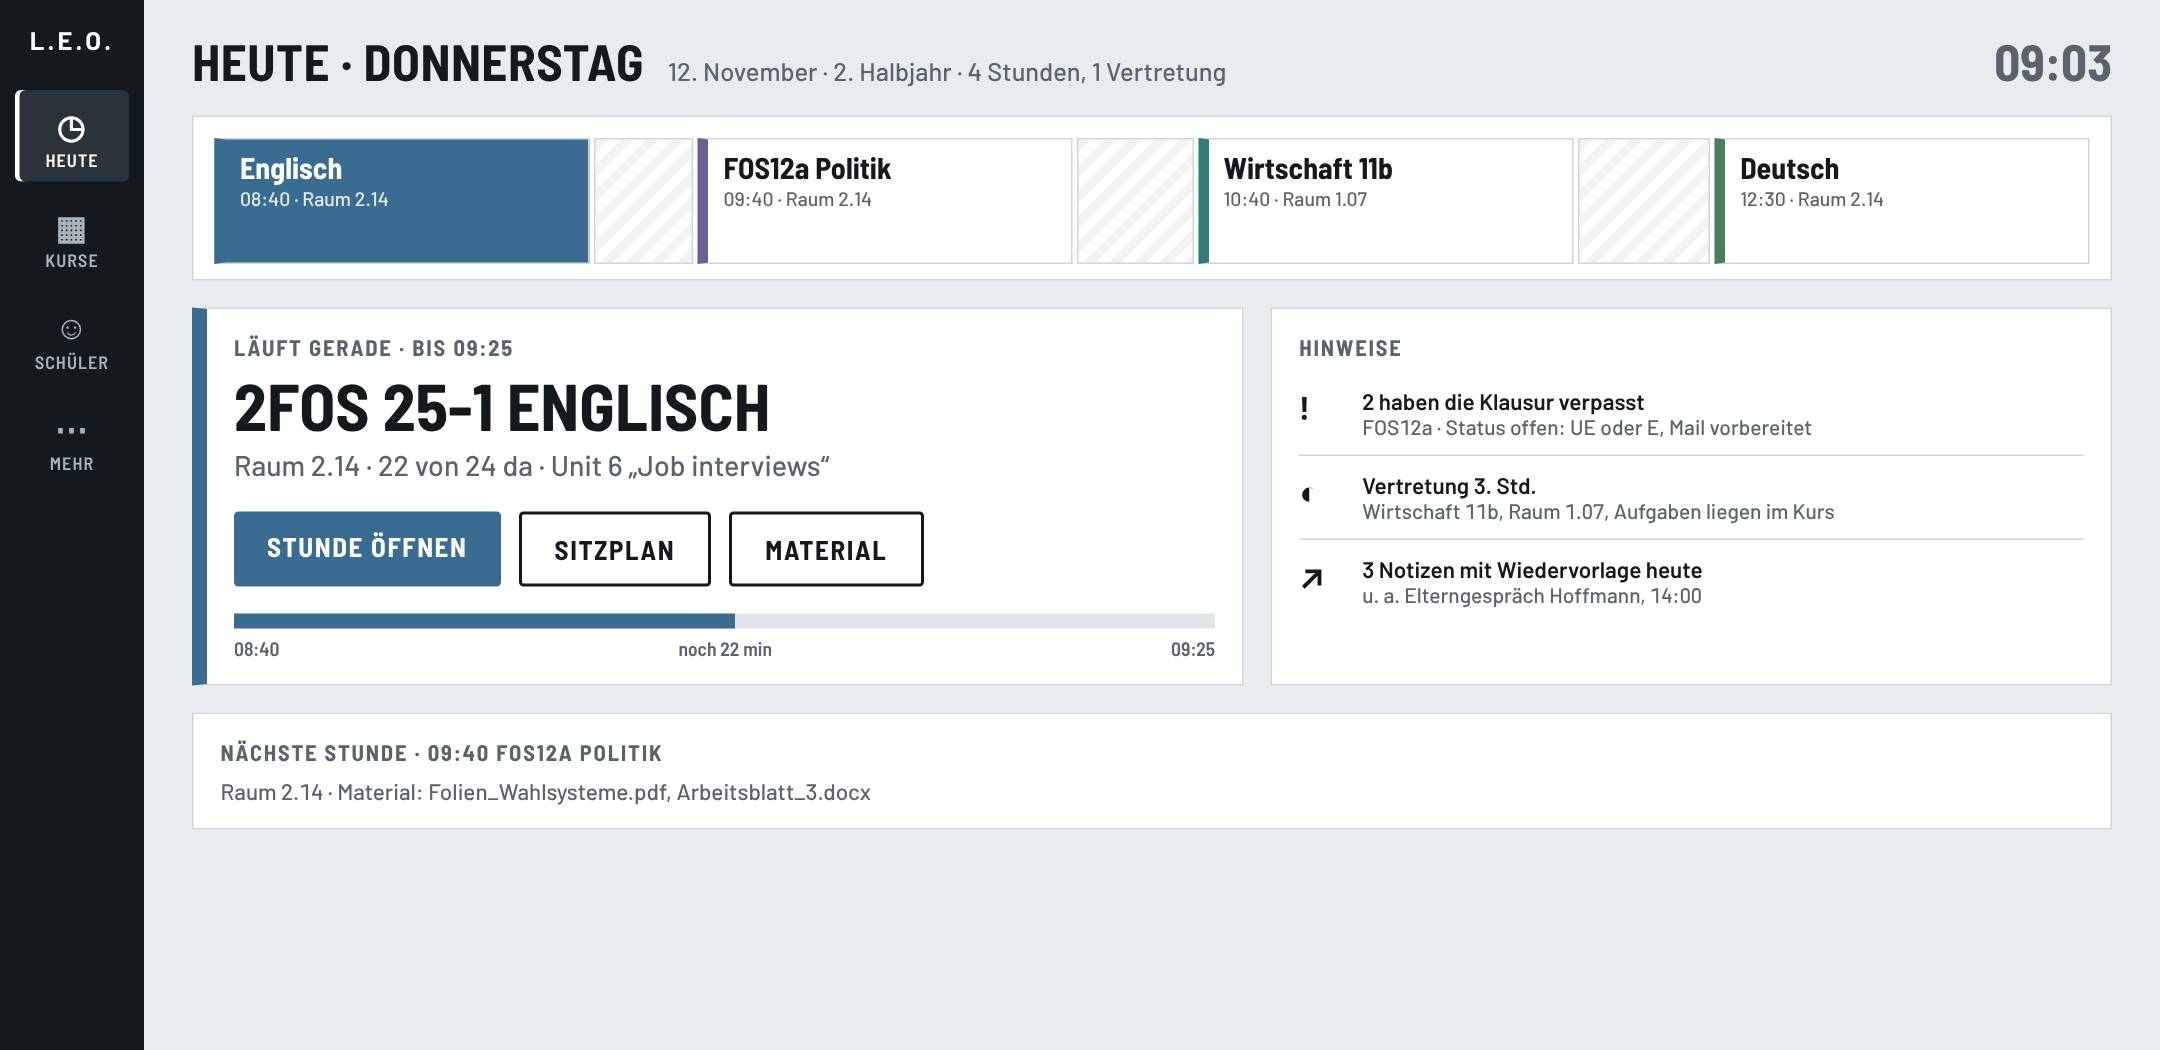 L.E.O.
HEUTE
KURSE
SCHÜLER
MEHR
HEUTE · DONNERSTAG 12. November · 2. Halbjahr · 4 Stunden, 1 Vertretung 09:03
Englisch
08:40 · Raum 2.14
FOS12a Politik
09:40 · Raum 2.14
Wirtschaft 11b
10:40 · Raum 1.07
Deutsch
12:30 · Raum 2.14
LÄUFT GERADE · BIS 09:25
2FOS 25-1 ENGLISCH
Raum 2.14 · 22 von 24 da · Unit 6 „Job interviews“
STUNDE ÖFFNEN SITZPLAN MATERIAL
08:40 noch 22 min 09:25
HINWEISE
! 2 haben die Klausur verpasst
FOS12a · Status offen: UE oder E, Mail vorbereitet
Vertretung 3. Std.
Wirtschaft 11b, Raum 1.07, Aufgaben liegen im Kurs
3 Notizen mit Wiedervorlage heute
u. a. Elterngespräch Hoffmann, 14:00
NÄCHSTE STUNDE · 09:40 FOS12A POLITIK
Raum 2.14 · Material: Folien_Wahlsysteme.pdf, Arbeitsblatt_3.docx